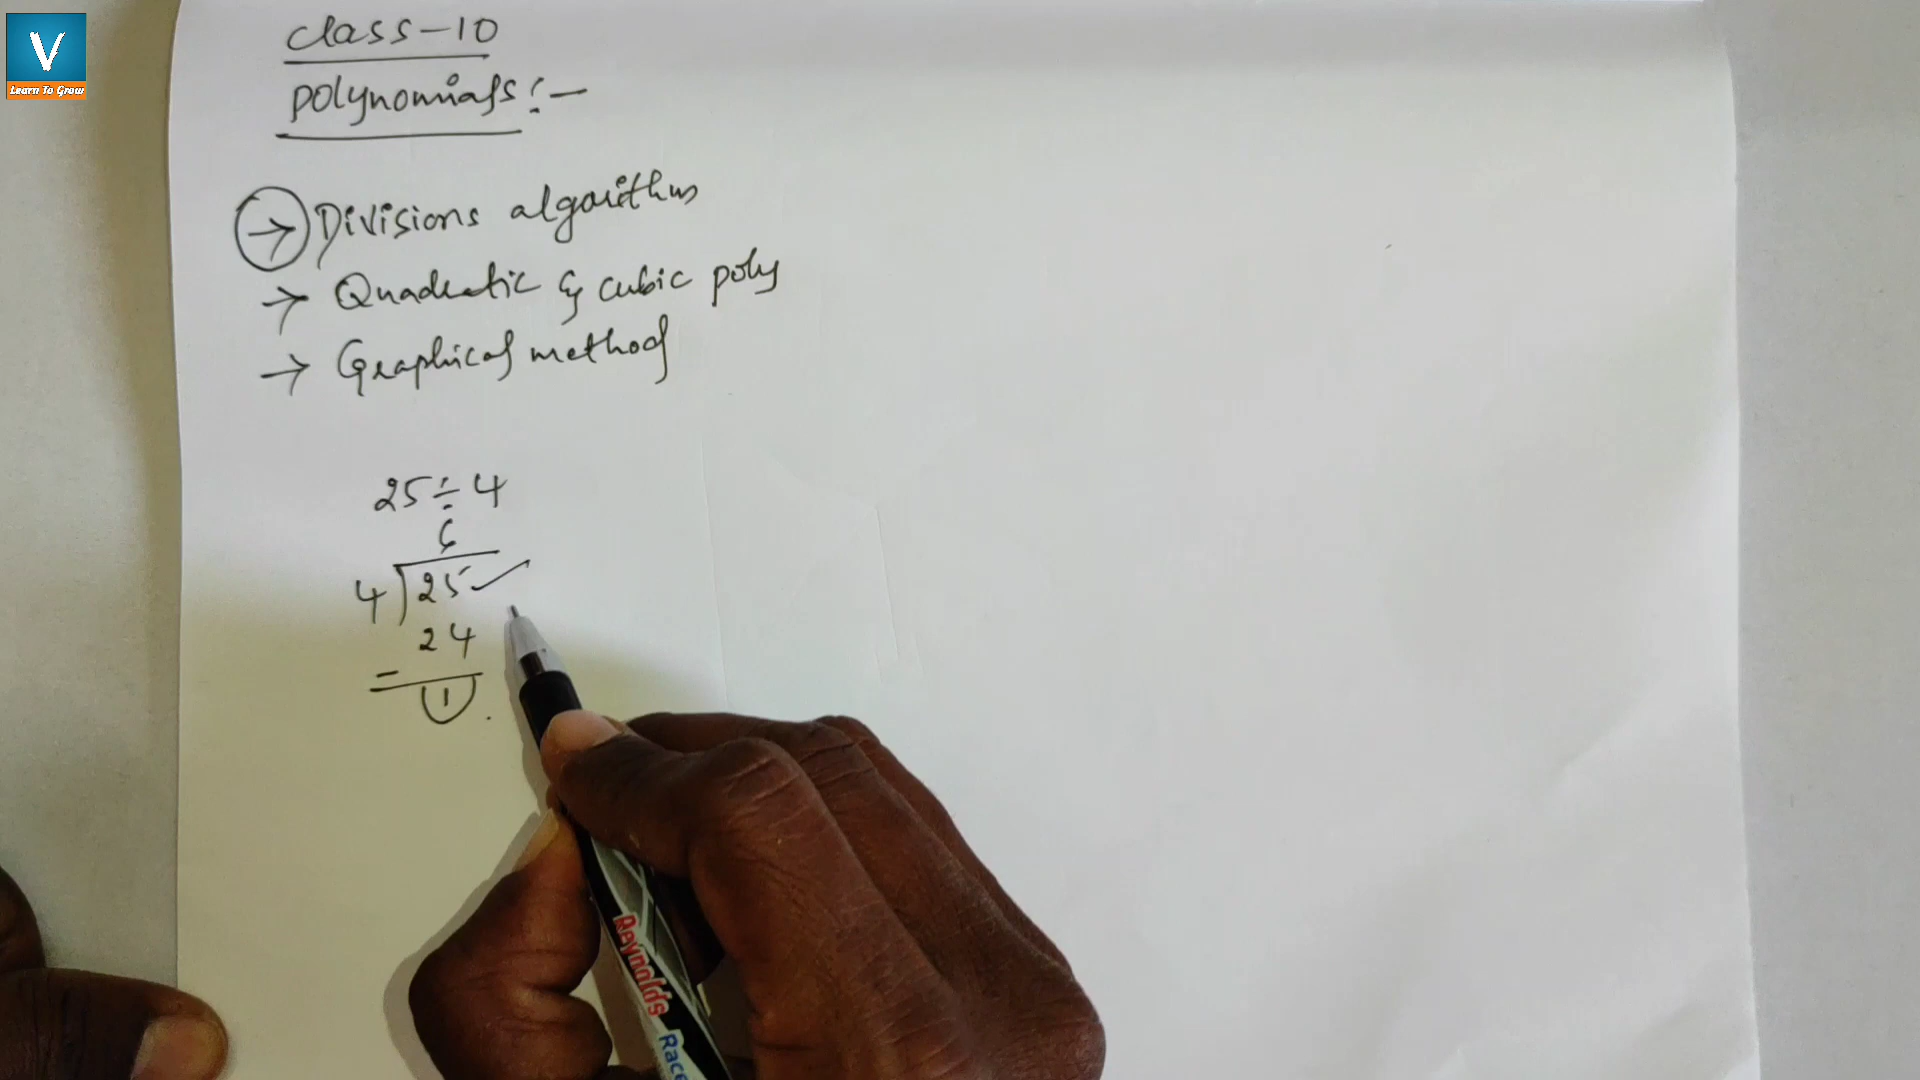 V
Learn To Grow
class-10
polynomials:-
→ Divisions algorithm
→ Quadratic & cubic poly
→ Graphical method
25÷4
6
4)25
24
-
1
Reynolds Race